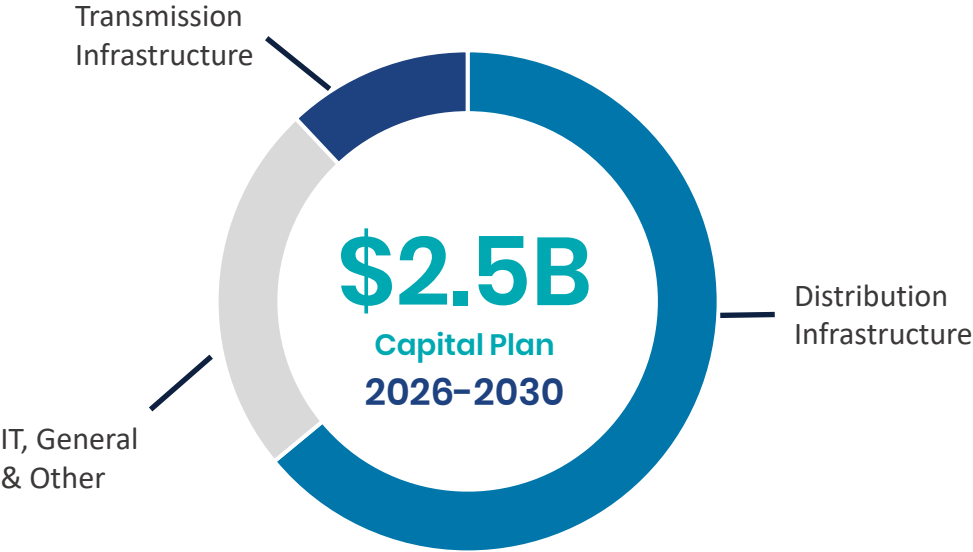 Transmission
Infrastructure
$2.5B
Capital Plan
2026-2030
Distribution
Infrastructure
IT, General
& Other